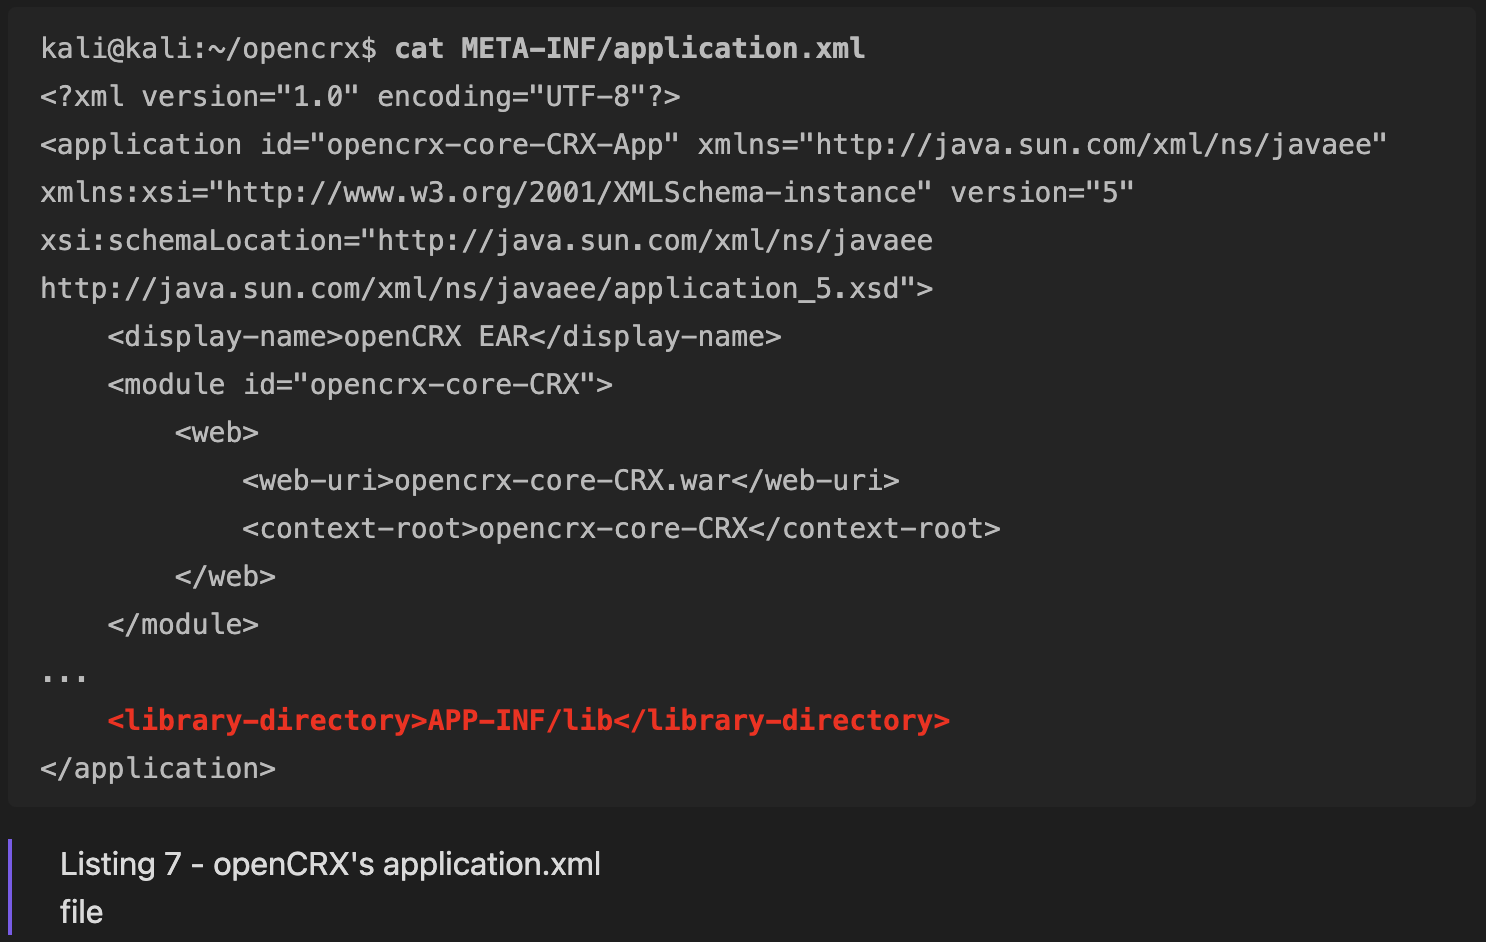 kali@kali:~/opencrx$ cat META-INF/application.xml
<?xml version="1.0" encoding="UTF-8"?>
<application id="opencrx-core-CRX-App" xmlns="http://java.sun.com/xml/ns/javaee"
xmlns:xsi="http://www.w3.org/2001/XMLSchema-instance" version="5"
xsi:schemaLocation="http://java.sun.com/xml/ns/javaee
http://java.sun.com/xml/ns/javaee/application_5.xsd">
    <display-name>openCRX EAR</display-name>
    <module id="opencrx-core-CRX">
        <web>
            <web-uri>opencrx-core-CRX.war</web-uri>
            <context-root>opencrx-core-CRX</context-root>
        </web>
    </module>
...
    <library-directory>APP-INF/lib</library-directory>
</application>
Listing 7 - openCRX's application.xml
file